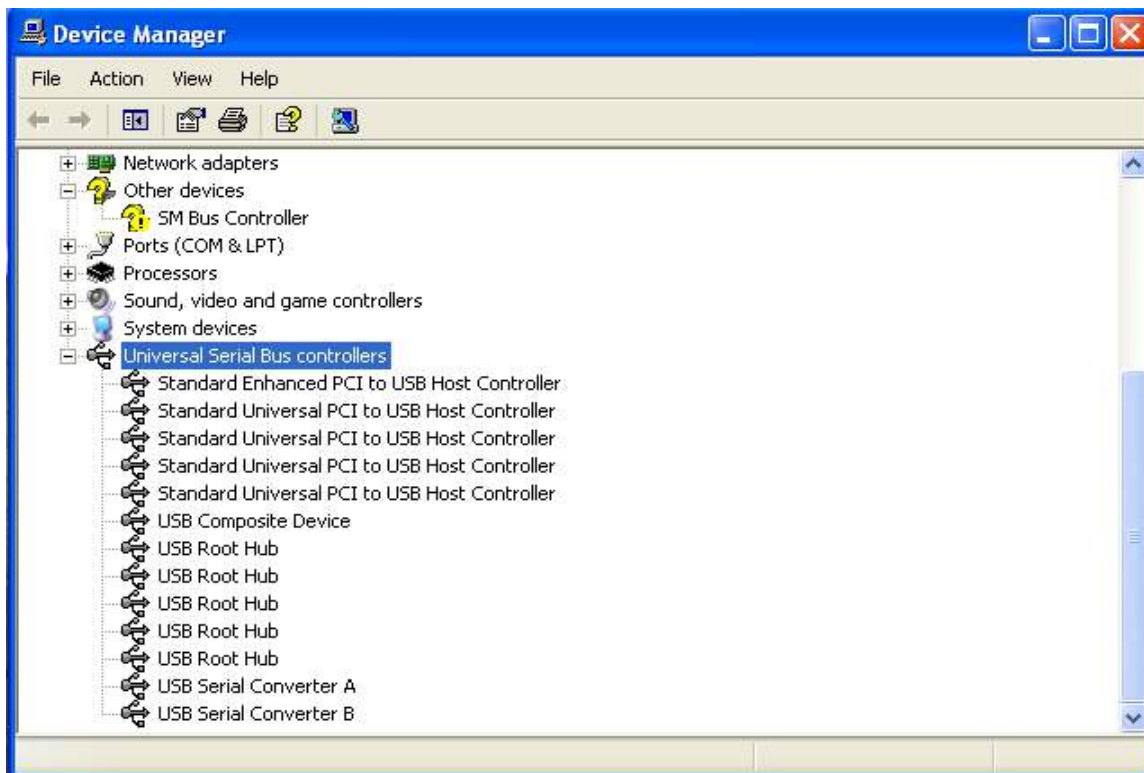 Device Manager
File Action View Help
Network adapters
Other devices
SM Bus Controller
Ports (COM & LPT)
Processors
Sound, video and game controllers
System devices
Universal Serial Bus controllers
Standard Enhanced PCI to USB Host Controller
Standard Universal PCI to USB Host Controller
Standard Universal PCI to USB Host Controller
Standard Universal PCI to USB Host Controller
Standard Universal PCI to USB Host Controller
USB Composite Device
USB Root Hub
USB Root Hub
USB Root Hub
USB Root Hub
USB Root Hub
USB Serial Converter A
USB Serial Converter B